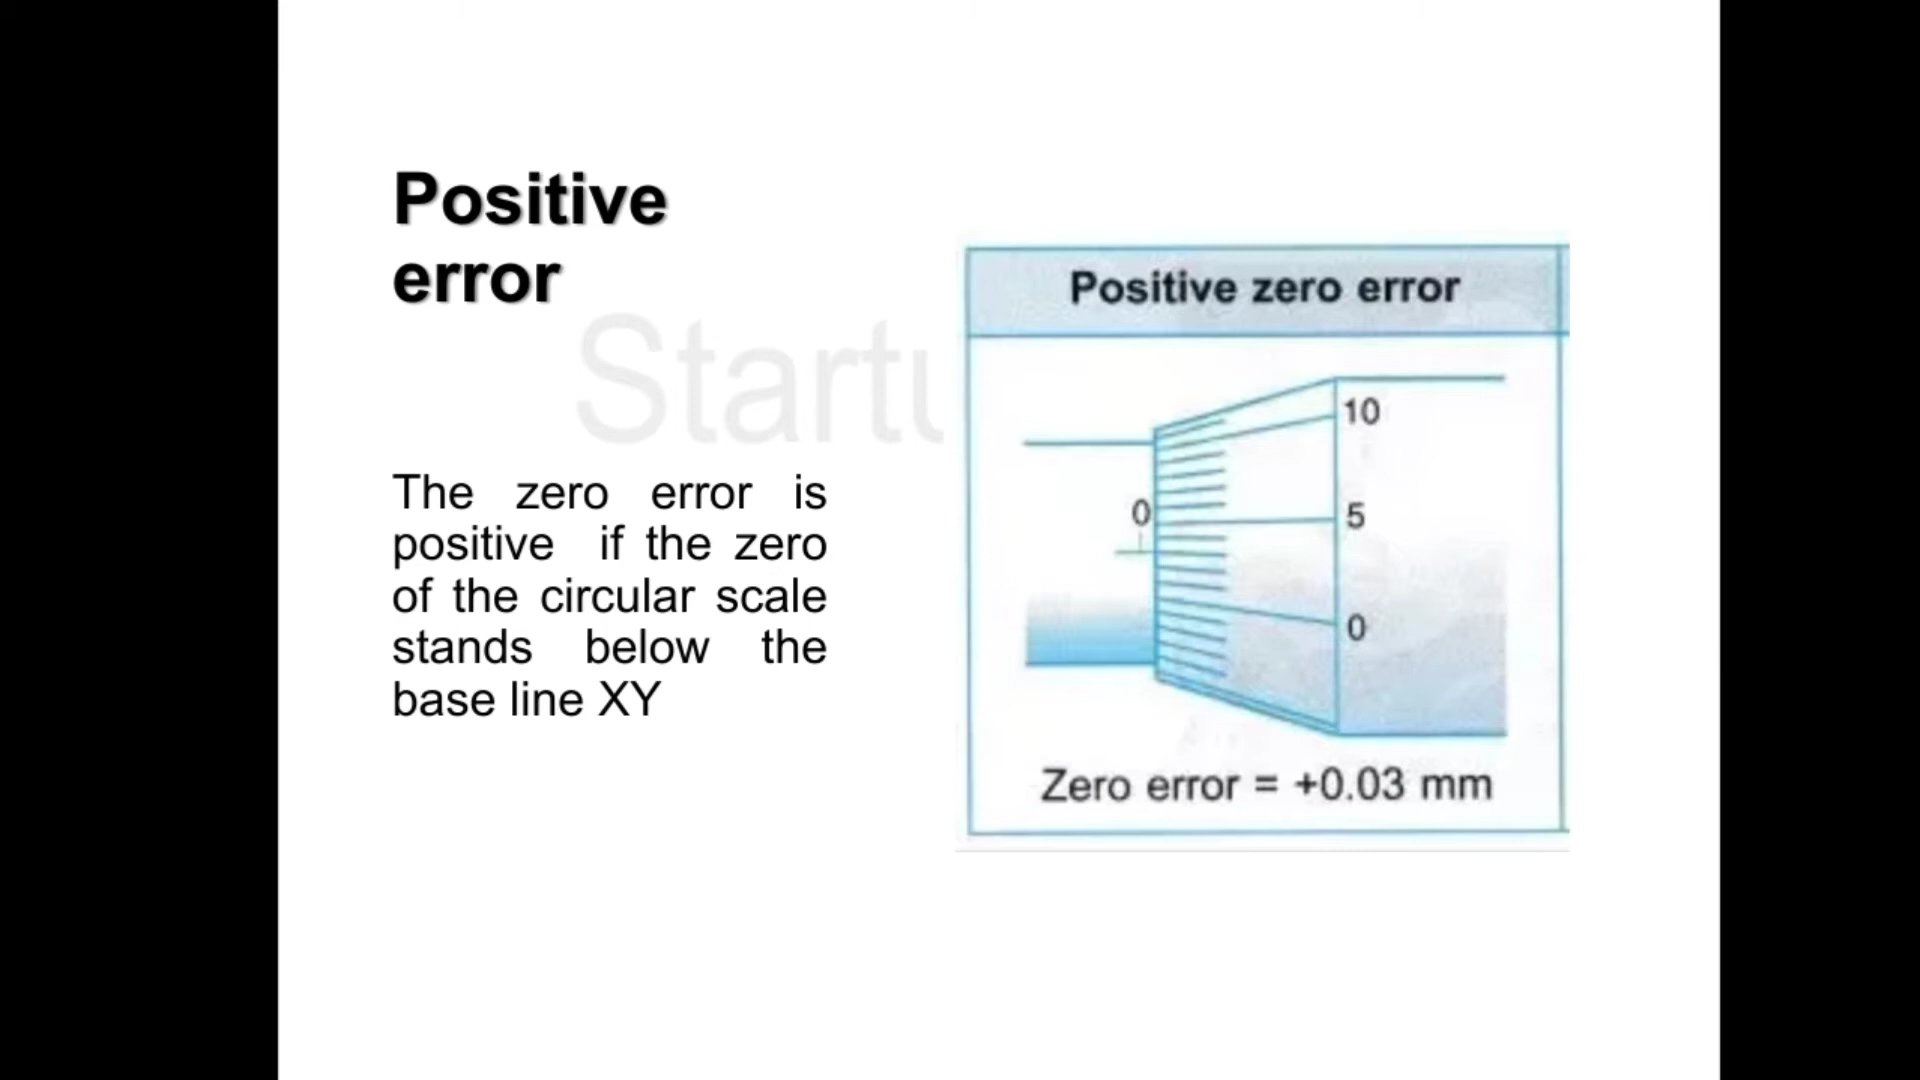 Positive
error
Startu
The zero error is
positive if the zero
of the circular scale
stands below the
base line XY
Positive zero error
10
0
5
0
Zero error = +0.03 mm